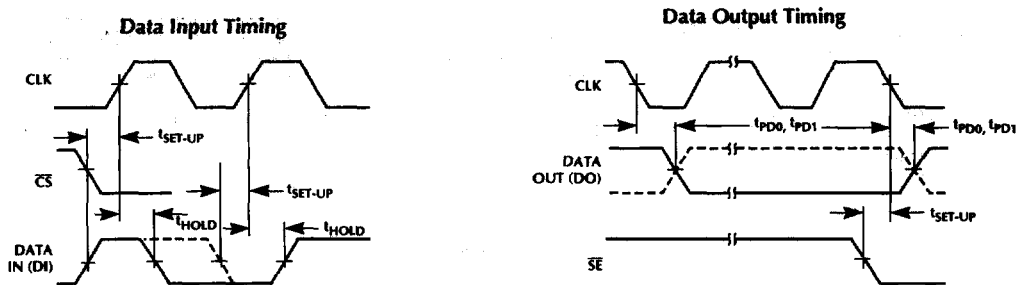 Data Input Timing
CLK
tSET-UP
CS
tSET-UP
tHOLD
tHOLD
DATA
IN (DI)
Data Output Timing
CLK
tPD0, tPD1
tPD0, tPD1
DATA
OUT (DO)
tSET-UP
SE